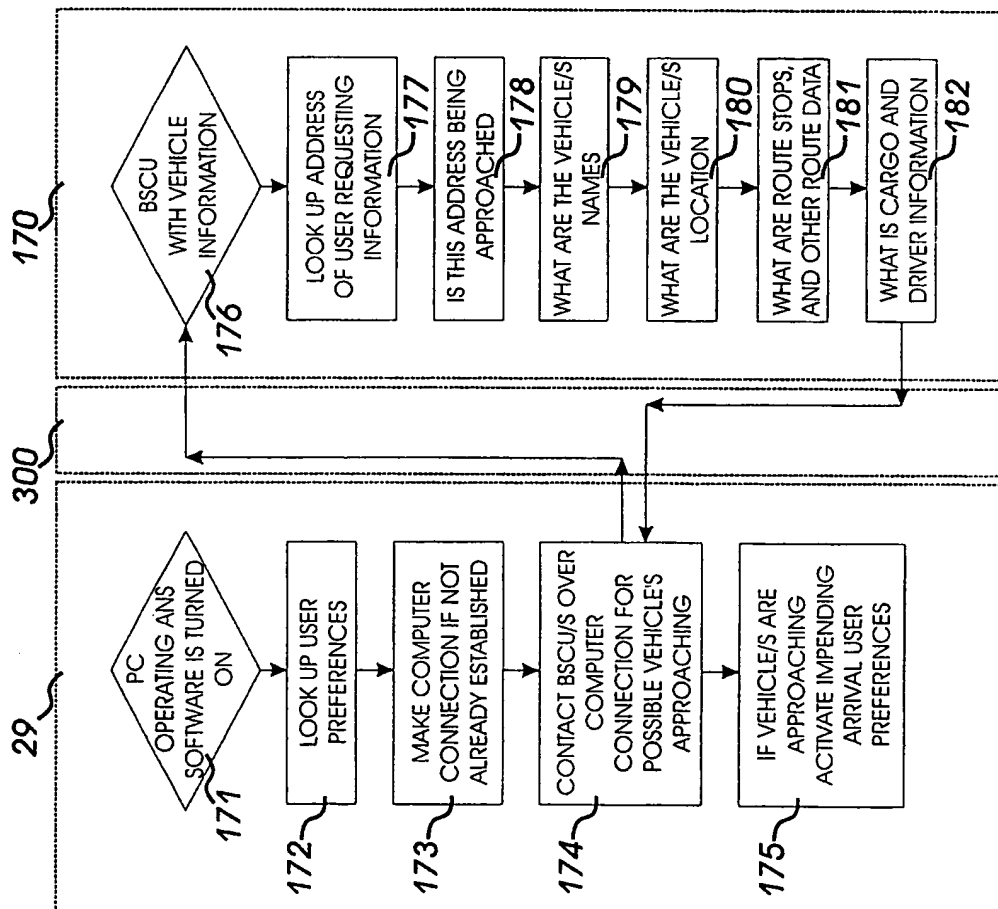 29
PC
OPERATING ANS
SOFTWARE IS TURNED
ON
171
LOOK UP USER
PREFERENCES
172
MAKE COMPUTER
CONNECTION IF NOT
ALREADY ESTABLISHED
173
CONTACT BSCU/S OVER
COMPUTER
CONNECTION FOR
POSSIBLE VEHICLE'S
APPROACHING
174
IF VEHICLE/S ARE
APPROACHING
ACTIVATE IMPENDING
ARRIVAL USER
PREFERENCES
175
300
170
BSCU
WITH VEHICLE
INFORMATION
176
LOOK UP ADDRESS
OF USER REQUESTING
INFORMATION
177
IS THIS ADDRESS BEING
APPROACHED
178
WHAT ARE THE VEHICLE/S
NAMES
179
WHAT ARE THE VEHICLE/S
LOCATION
180
WHAT ARE ROUTE STOPS,
AND OTHER ROUTE DATA
181
WHAT IS CARGO AND
DRIVER INFORMATION
182